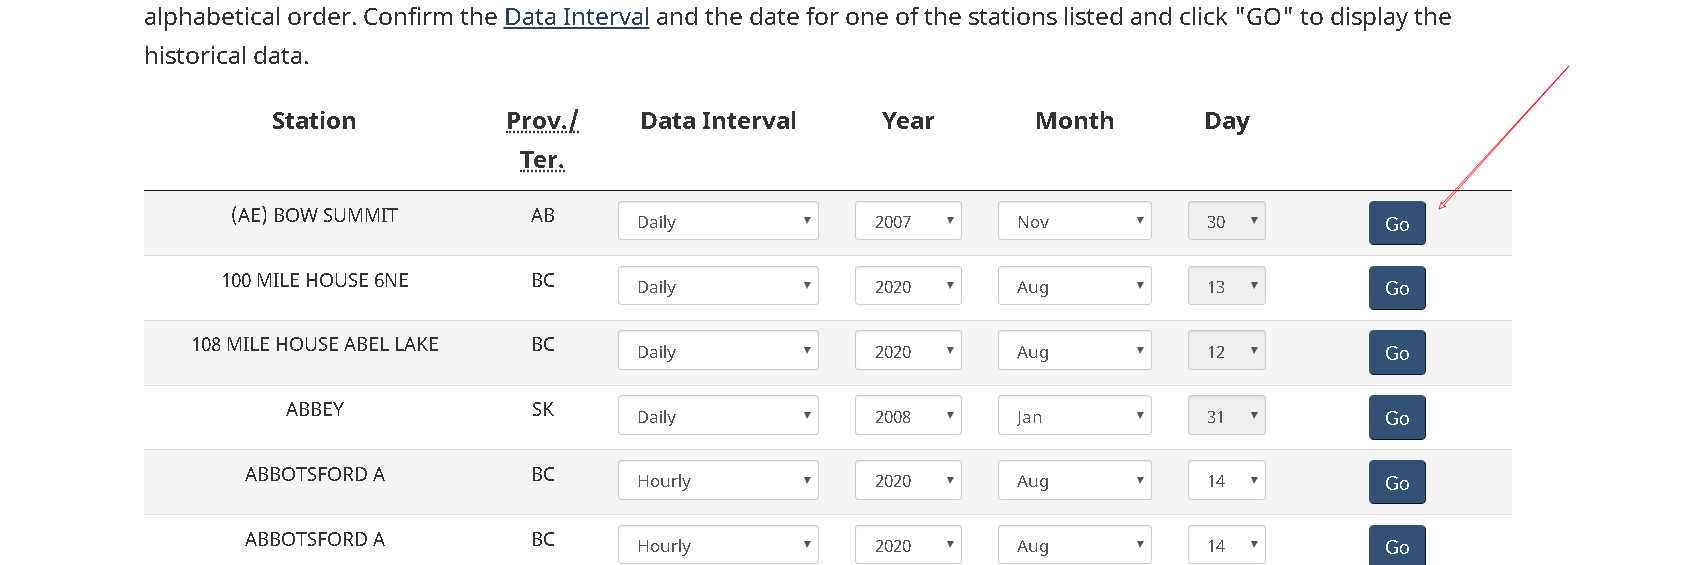 alphabetical order. Confirm the Data Interval and the date for one of the stations listed and click "GO" to display the
historical data.
Station Prov./ Ter. Data Interval Year Month Day
(AE) BOW SUMMIT AB Daily 2007 Nov 30 Go
100 MILE HOUSE 6NE BC Daily 2020 Aug 13 Go
108 MILE HOUSE ABEL LAKE BC Daily 2020 Aug 12 Go
ABBEY SK Daily 2008 Jan 31 Go
ABBOTSFORD A BC Hourly 2020 Aug 14 Go
ABBOTSFORD A BC Hourly 2020 Aug 14 Go